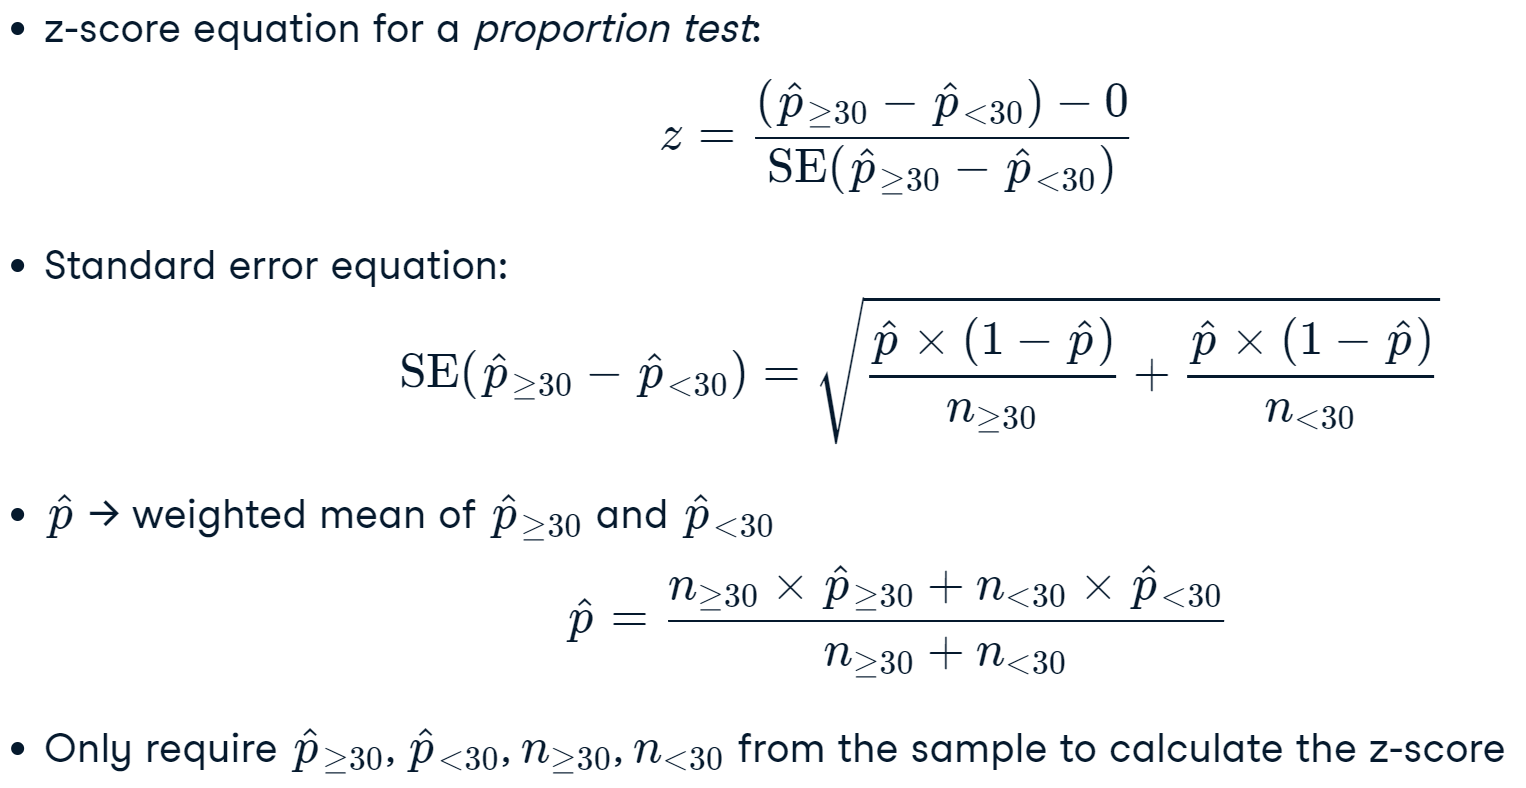 • z-score equation for a proportion test:
z = \frac{(\hat{p}_{\geq 30} - \hat{p}_{<30}) - 0}{\text{SE}(\hat{p}_{\geq 30} - \hat{p}_{<30})}
• Standard error equation:
\text{SE}(\hat{p}_{\geq 30} - \hat{p}_{<30}) = \sqrt{\frac{\hat{p} \times (1 - \hat{p})}{n_{\geq 30}} + \frac{\hat{p} \times (1 - \hat{p})}{n_{<30}}}
• \hat{p} → weighted mean of \hat{p}_{\geq 30} and \hat{p}_{<30}
\hat{p} = \frac{n_{\geq 30} \times \hat{p}_{\geq 30} + n_{<30} \times \hat{p}_{<30}}{n_{\geq 30} + n_{<30}}
• Only require \hat{p}_{\geq 30}, \hat{p}_{<30}, n_{\geq 30}, n_{<30} from the sample to calculate the z-score